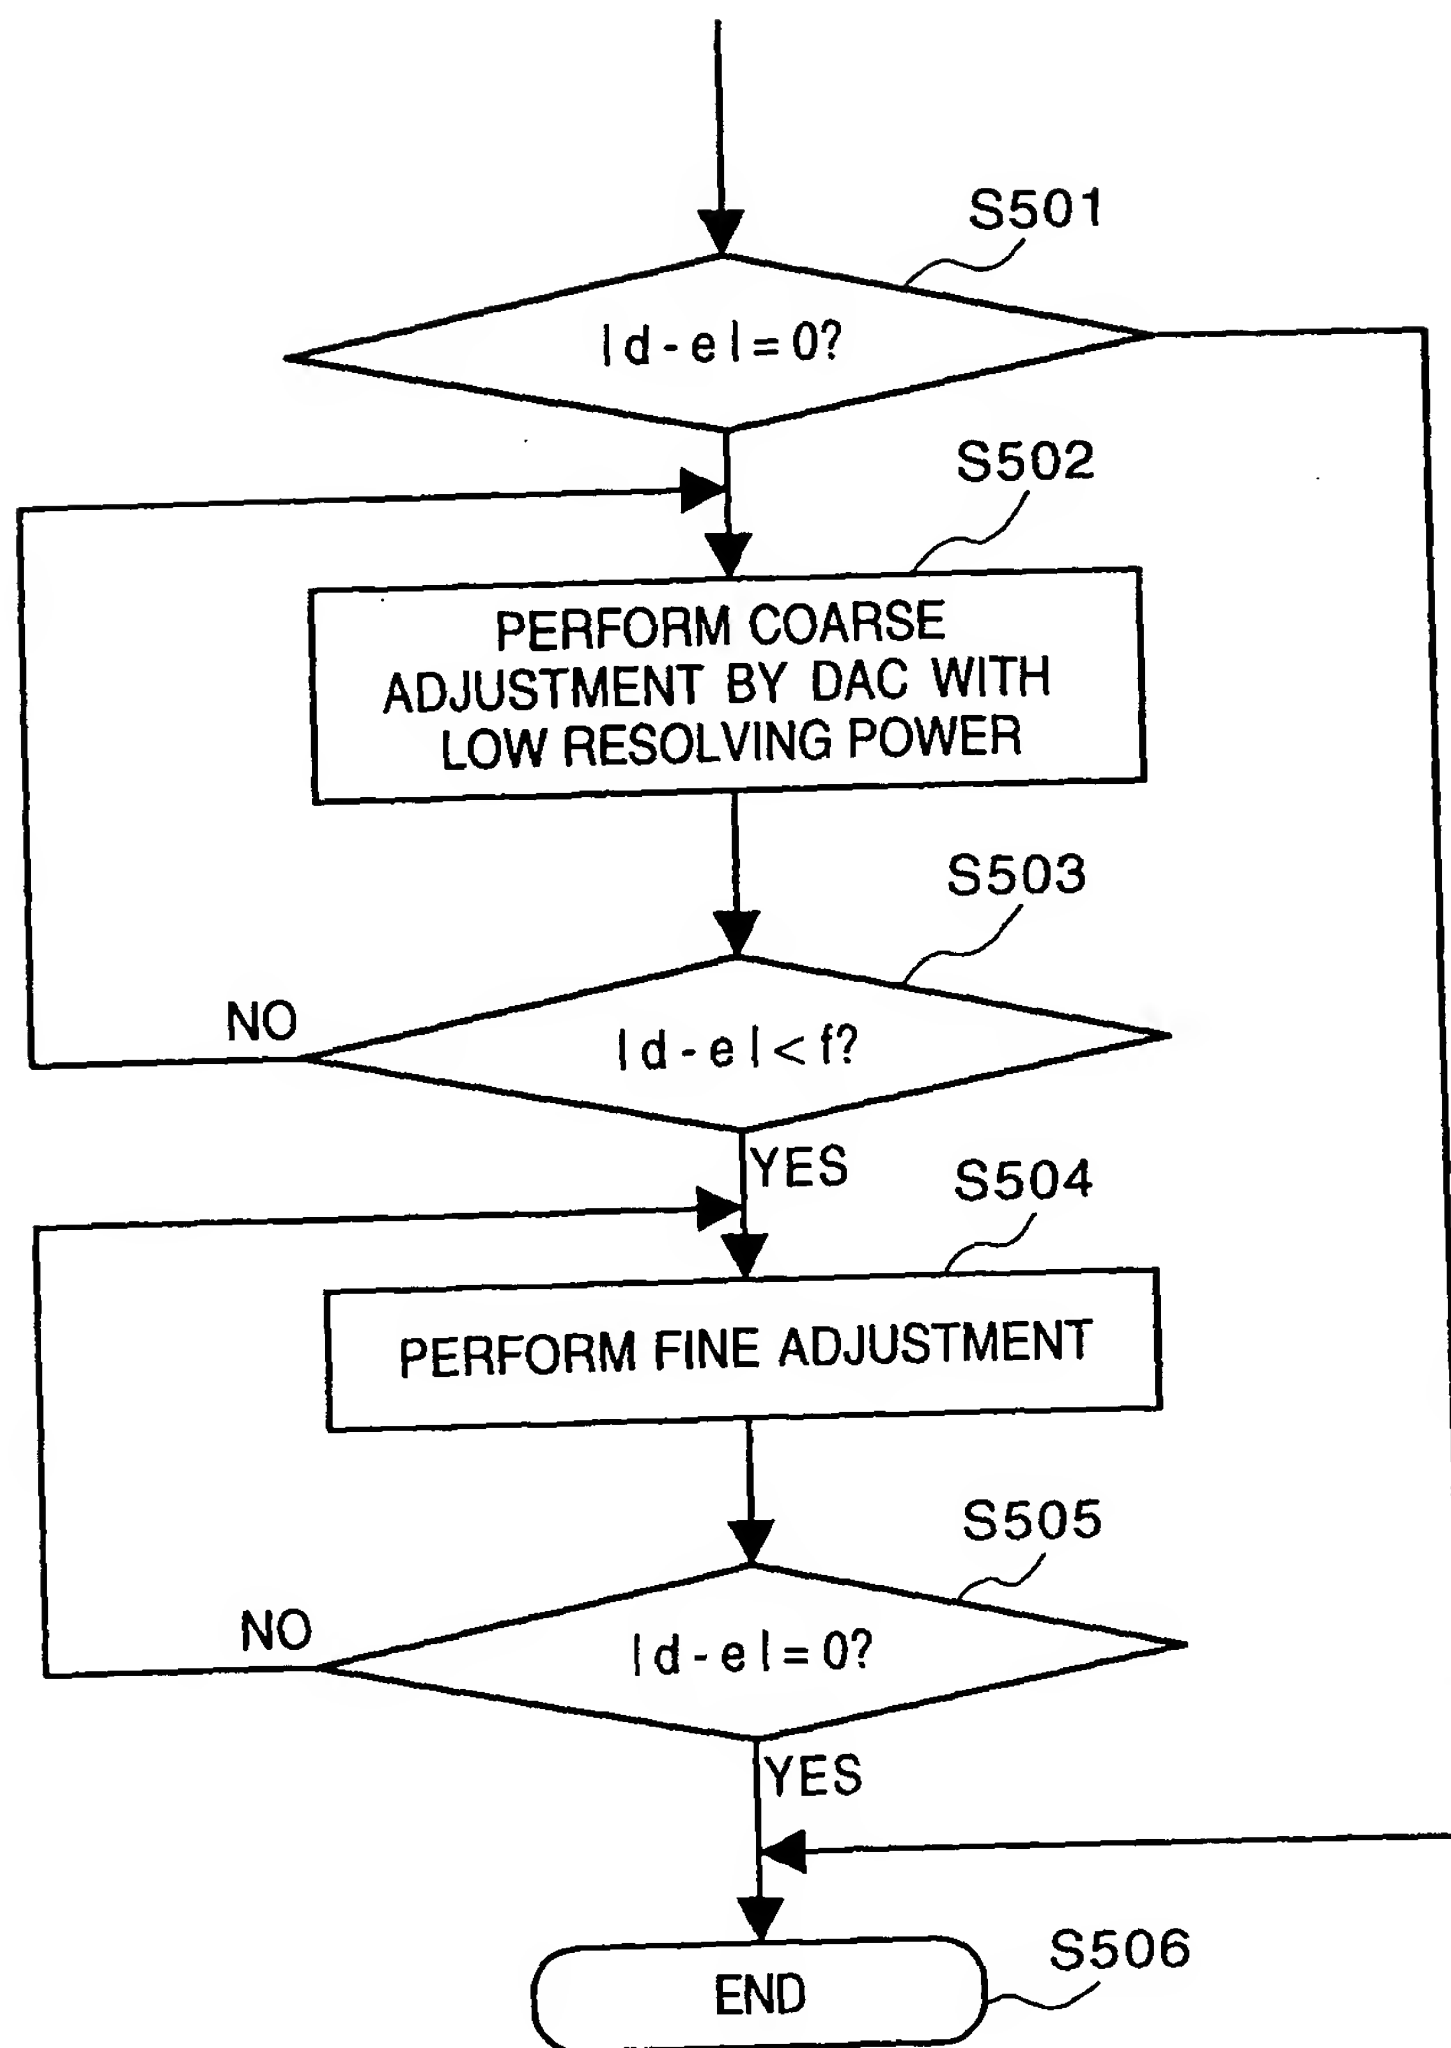 S501
|d-e|=0?
S502
PERFORM COARSE
ADJUSTMENT BY DAC WITH
LOW RESOLVING POWER
S503
NO
|d-e|<f?
YES
S504
PERFORM FINE ADJUSTMENT
S505
NO
|d-e|=0?
YES
END
S506